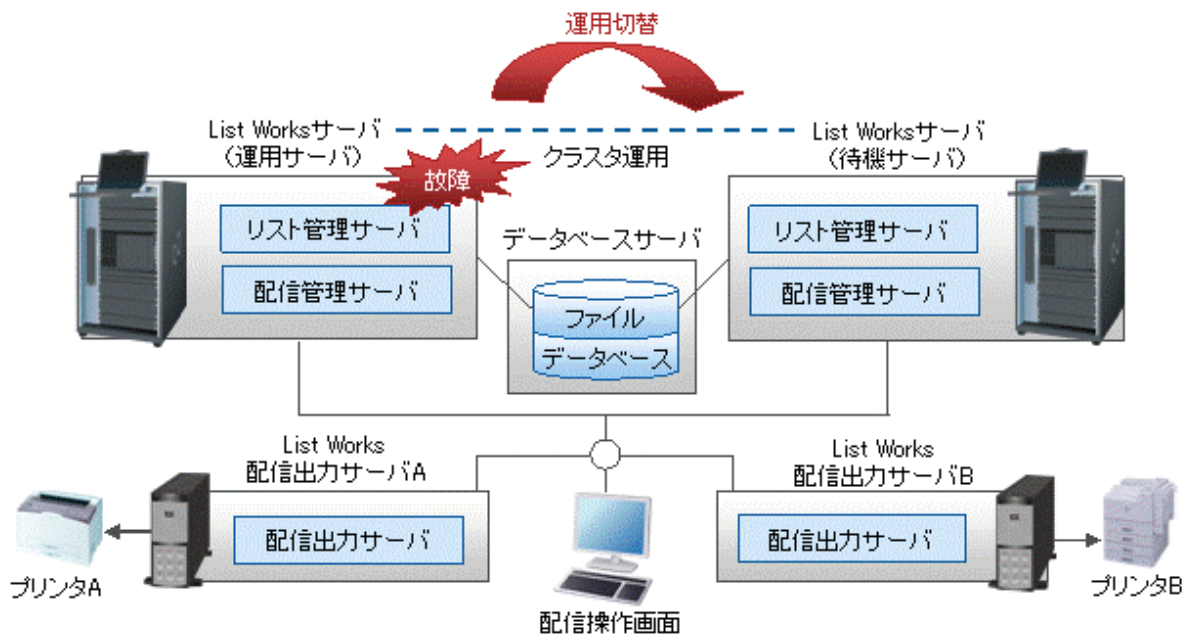 運用切替
List Worksサーバ
（運用サーバ）
クラスタ運用
List Worksサーバ
（待機サーバ）
故障
リスト管理サーバ
配信管理サーバ
データベースサーバ
ファイル
データベース
リスト管理サーバ
配信管理サーバ
List Works
配信出力サーバA
List Works
配信出力サーバB
配信出力サーバ
配信出力サーバ
プリンタA
配信操作画面
プリンタB